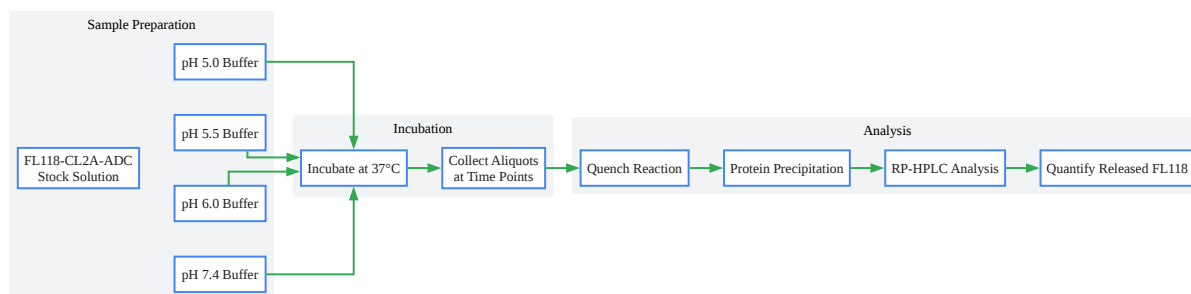 Sample Preparation
pH 5.0 Buffer
pH 5.5 Buffer
FL118-CL2A-ADC
Stock Solution
pH 6.0 Buffer
pH 7.4 Buffer
Incubation
Incubate at 37°C
Collect Aliquots
at Time Points
Analysis
Quench Reaction
Protein Precipitation
RP-HPLC Analysis
Quantify Released FL118